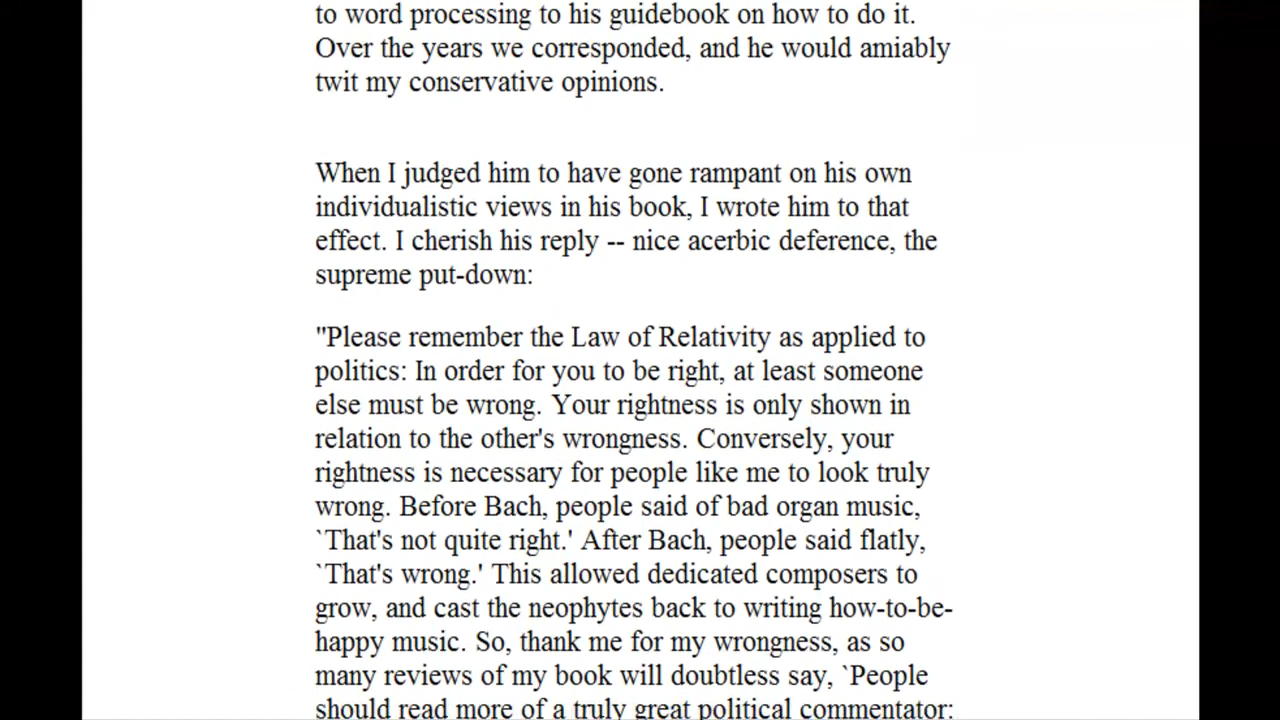 to word processing to his guidebook on how to do it.
Over the years we corresponded, and he would amiably
twit my conservative opinions.
When I judged him to have gone rampant on his own
individualistic views in his book, I wrote him to that
effect. I cherish his reply -- nice acerbic deference, the
supreme put-down:
"Please remember the Law of Relativity as applied to
politics: In order for you to be right, at least someone
else must be wrong. Your rightness is only shown in
relation to the other's wrongness. Conversely, your
rightness is necessary for people like me to look truly
wrong. Before Bach, people said of bad organ music,
`That's not quite right.' After Bach, people said flatly,
`That's wrong.' This allowed dedicated composers to
grow, and cast the neophytes back to writing how-to-be-
happy music. So, thank me for my wrongness, as so
many reviews of my book will doubtless say, `People
should read more of a truly great political commentator: